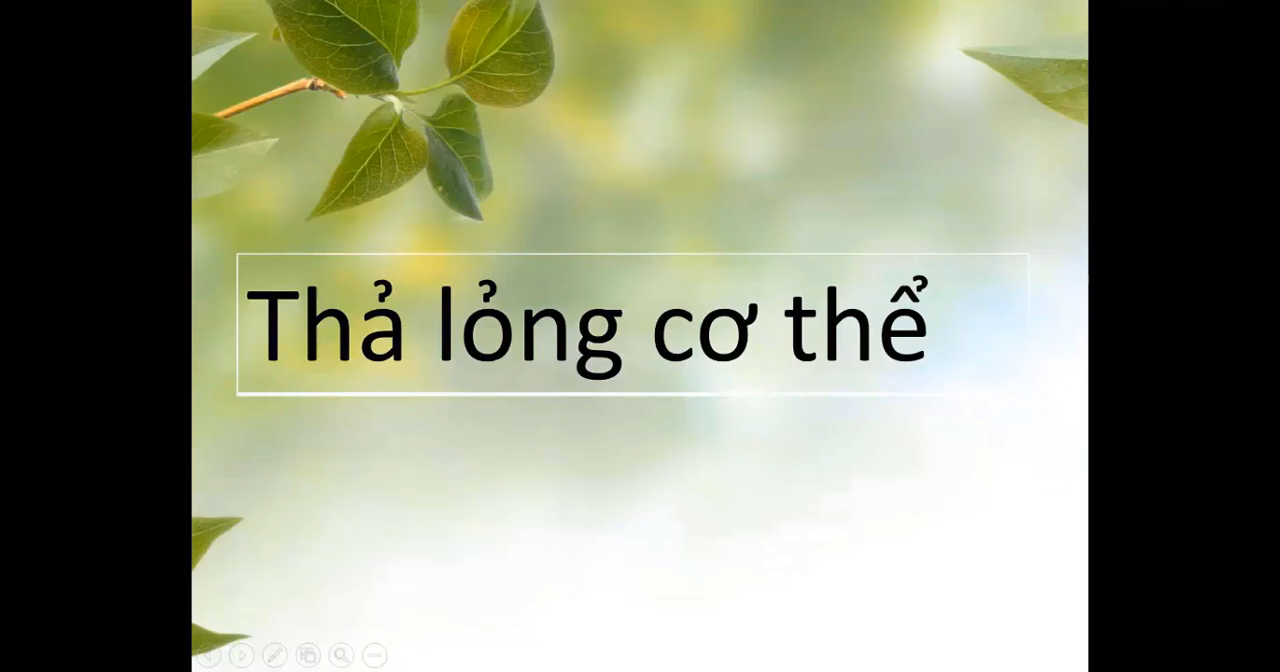 Thả lỏng cơ thể